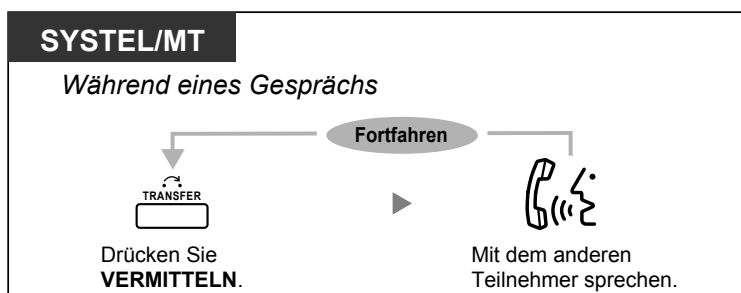 SYSTEL/MT
Während eines Gesprächs
Fortfahren
TRANSFER
Drücken Sie
VERMITTELN.
Mit dem anderen
Teilnehmer sprechen.